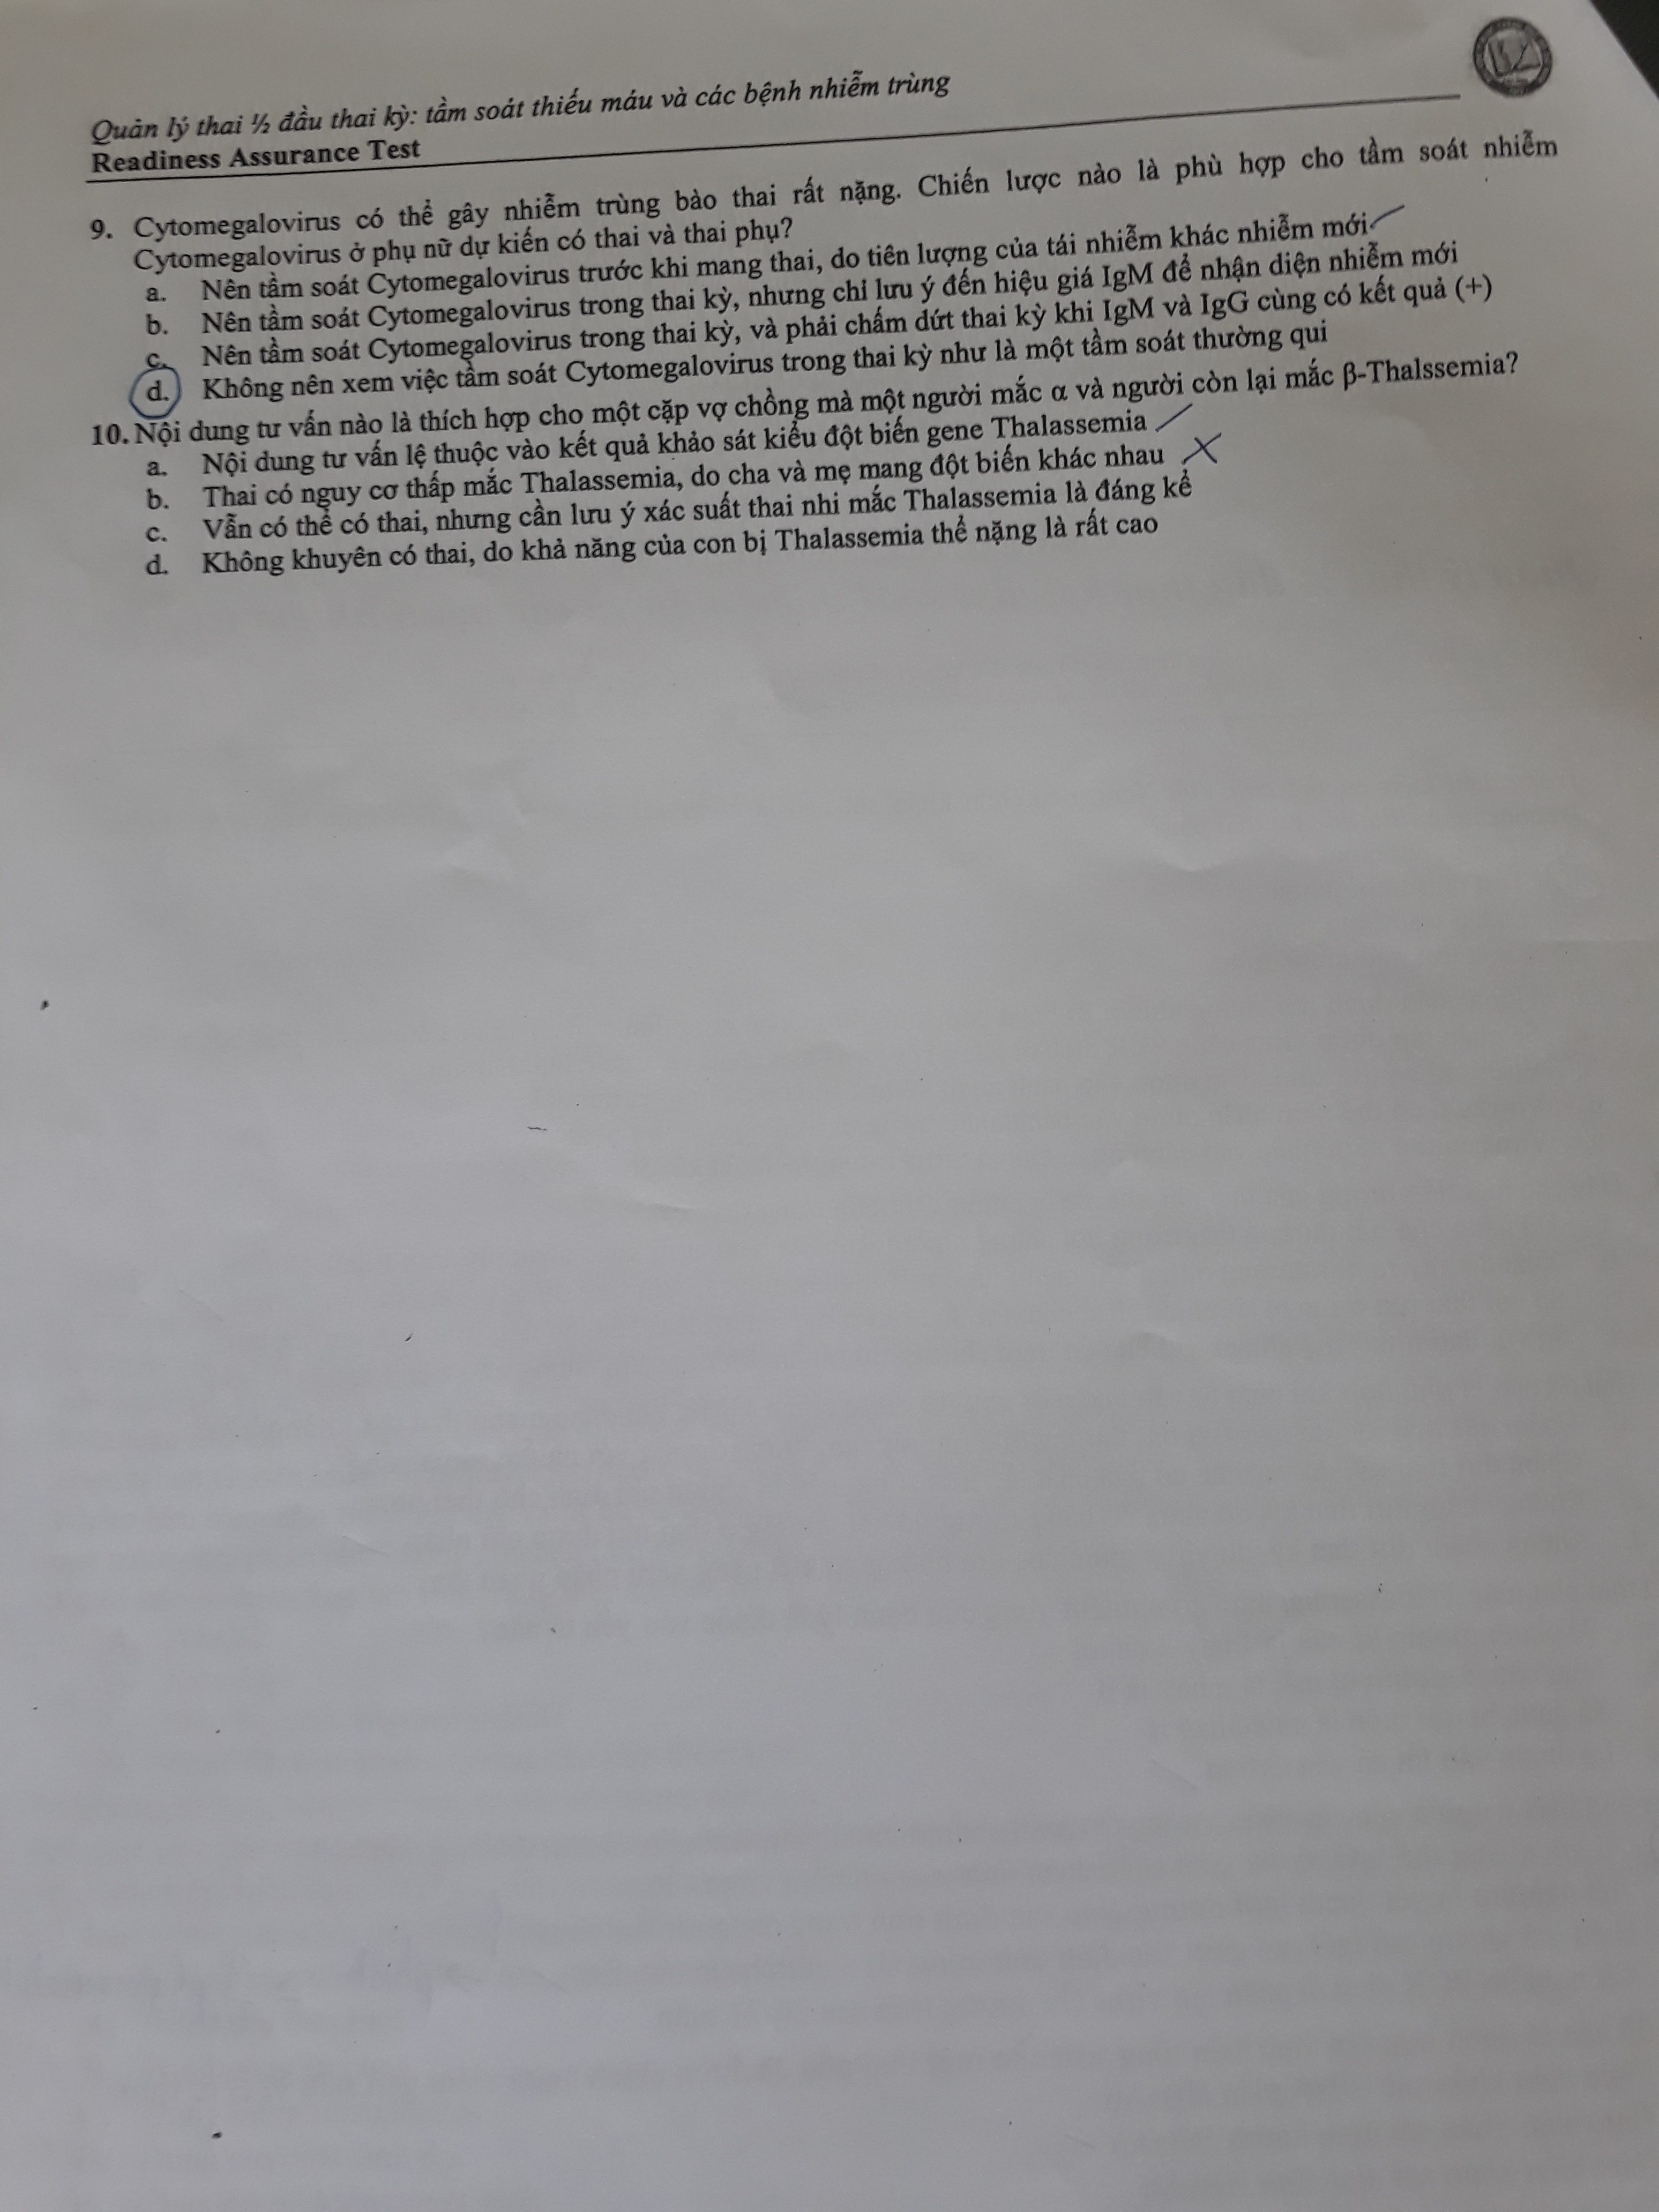 Quản lý thai ½ đầu thai kỳ: tầm soát thiếu máu và các bệnh nhiễm trùng
Readiness Assurance Test
9. Cytomegalovirus có thể gây nhiễm trùng bào thai rất nặng. Chiến lược nào là phù hợp cho tầm soát nhiễm
Cytomegalovirus ở phụ nữ dự kiến có thai và thai phụ?
a. Nên tầm soát Cytomegalovirus trước khi mang thai, do tiên lượng của tái nhiễm khác nhiễm mới
b. Nên tầm soát Cytomegalovirus trong thai kỳ, nhưng chỉ lưu ý đến hiệu giá IgM để nhận diện nhiễm mới
c. Nên tầm soát Cytomegalovirus trong thai kỳ, và phải chấm dứt thai kỳ khi IgM và IgG cùng có kết quả (+)
d. Không nên xem việc tầm soát Cytomegalovirus trong thai kỳ như là một tầm soát thường qui
10. Nội dung tư vấn nào là thích hợp cho một cặp vợ chồng mà một người mắc α và người còn lại mắc β-Thalssemia?
a. Nội dung tư vấn lệ thuộc vào kết quả khảo sát kiểu đột biến gene Thalassemia
b. Thai có nguy cơ thấp mắc Thalassemia, do cha và mẹ mang đột biến khác nhau
c. Vẫn có thể có thai, nhưng cần lưu ý xác suất thai nhi mắc Thalassemia là đáng kể
d. Không khuyên có thai, do khả năng của con bị Thalassemia thể nặng là rất cao